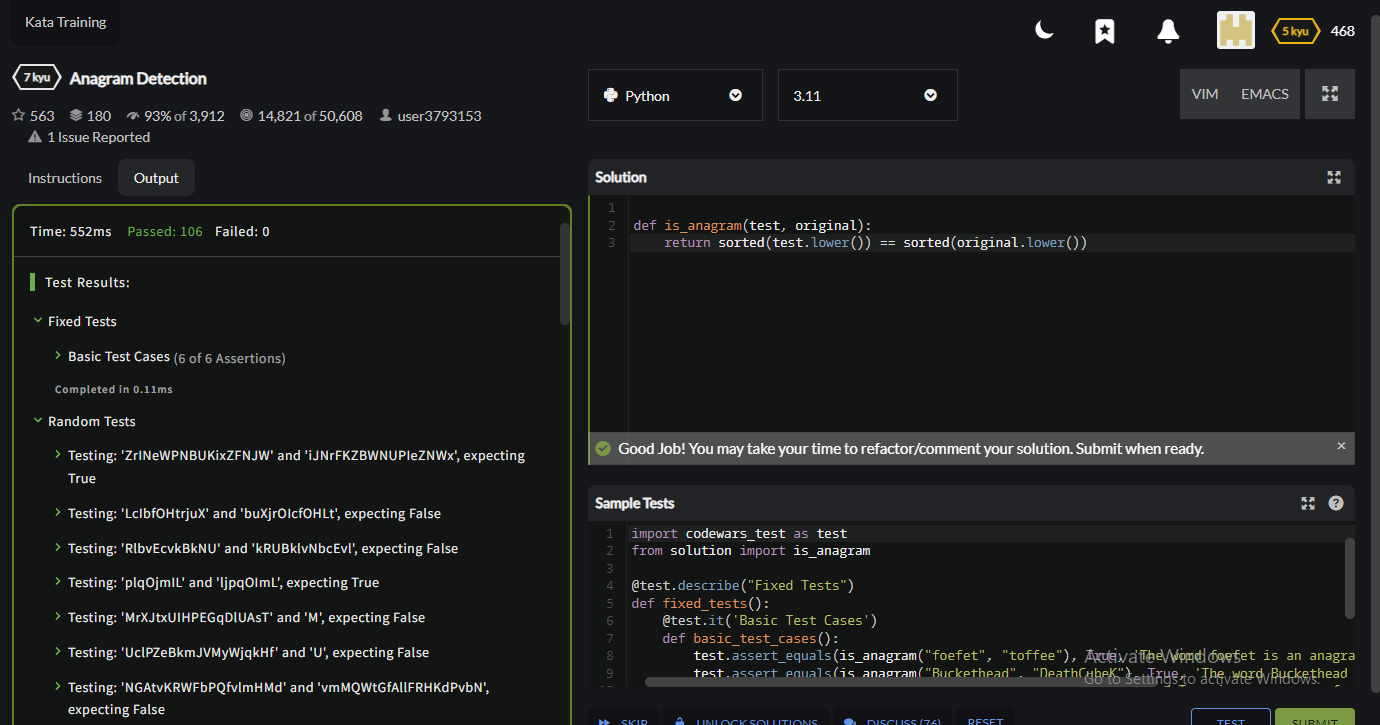 Kata Training
5 kyu 468
7 kyu Anagram Detection
563 180 93% of 3,912 14,821 of 50,608 user3793153
1 Issue Reported
Instructions Output
Time: 552ms Passed: 106 Failed: 0
Test Results:
Fixed Tests
Basic Test Cases (6 of 6 Assertions)
Completed in 0.11ms
Random Tests
Testing: 'ZrINeWPNBUKixZFNJW' and 'iJNrFKZBWNUPIeZNWx', expecting
True
Testing: 'LcIbfOHtrjuX' and 'buXjrOIcfOHLt', expecting False
Testing: 'RlbvEcvkBkNU' and 'kRUBklvNbcEvl', expecting False
Testing: 'plqOjmIL' and 'ljpqOImL', expecting True
Testing: 'MrXJtxUIHPEGqDlUAsT' and 'M', expecting False
Testing: 'UclPZeBkmJVMyWjqkHf' and 'U', expecting False
Testing: 'NGAtvKRWFbPQfvlmHMd' and 'vmMQWtGfAllFRHKdPvbN',
expecting False
Python 3.11 VIM EMACS
Solution
1
2 def is_anagram(test, original):
3 return sorted(test.lower()) == sorted(original.lower())
Good Job! You may take your time to refactor/comment your solution. Submit when ready. ×
Sample Tests
1 import codewars_test as test
2 from solution import is_anagram
3
4 @test.describe("Fixed Tests")
5 def fixed_tests():
6 @test.it('Basic Test Cases')
7 def basic_test_cases():
8 test.assert_equals(is_anagram("foefet", "toffee"), True, 'The word foefet is an anagra
9 test.assert_equals(is_anagram("Buckethead", "DeathCubeK"), True, 'The word Buckethead
Activate Windows
Go to Settings to activate Windows.
SKIP UNLOCK SOLUTIONS DISCUSS (76) RESET TEST SUBMIT